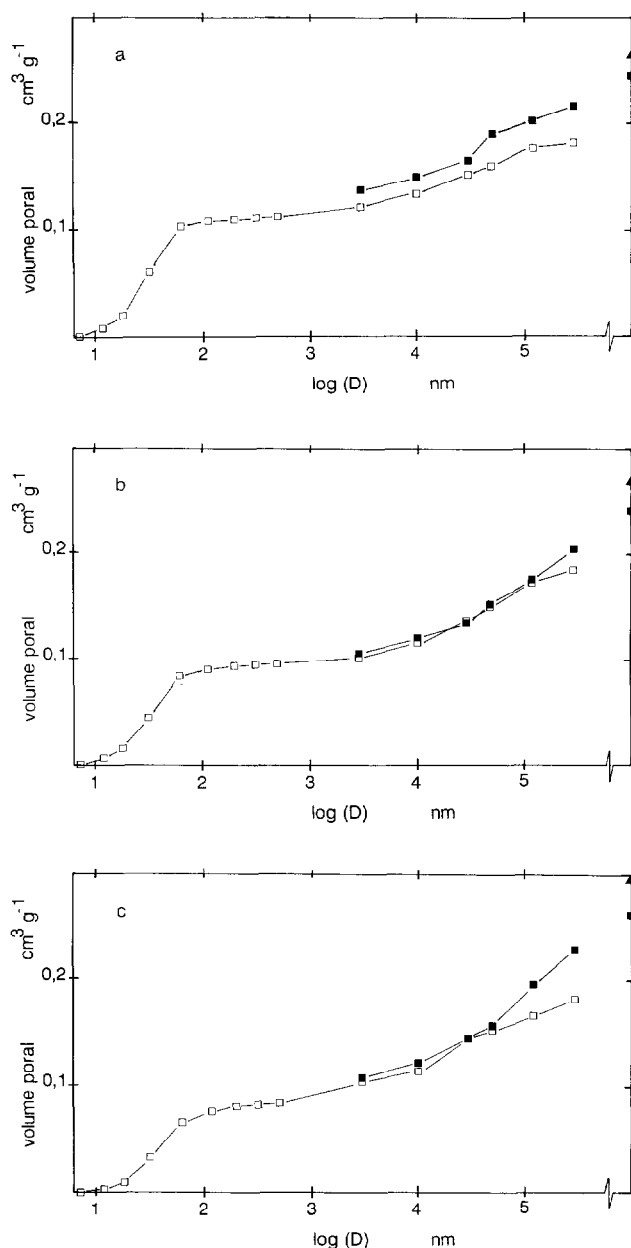 a
cm³ g⁻¹
0,2
0,1
volume poral
1 2 3 4 5
log (D) nm
b
cm³ g⁻¹
0,2
0,1
volume poral
1 2 3 4 5
log (D) nm
c
cm³ g⁻¹
0,2
0,1
volume poral
1 2 3 4 5
log (D) nm